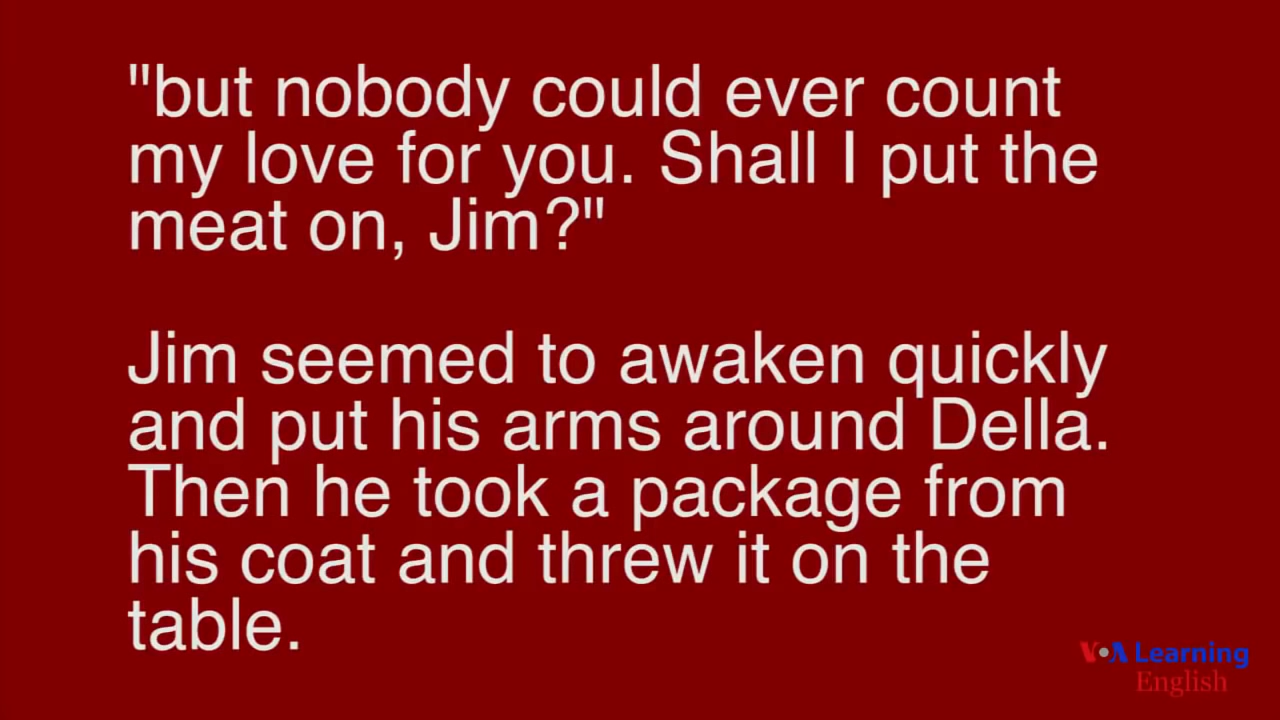 "but nobody could ever count
my love for you. Shall I put the
meat on, Jim?"
Jim seemed to awaken quickly
and put his arms around Della.
Then he took a package from
his coat and threw it on the
table.
VOA Learning
English